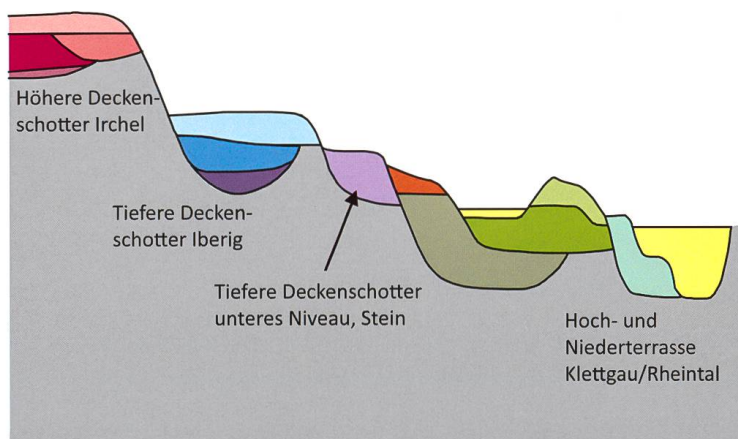 Höhere Decken-
schotter Irchel
Tiefere Decken-
schotter Iberig
Tiefere Deckenschotter
unteres Niveau, Stein
Hoch- und
Niederterrasse
Klettgau/Rheintal